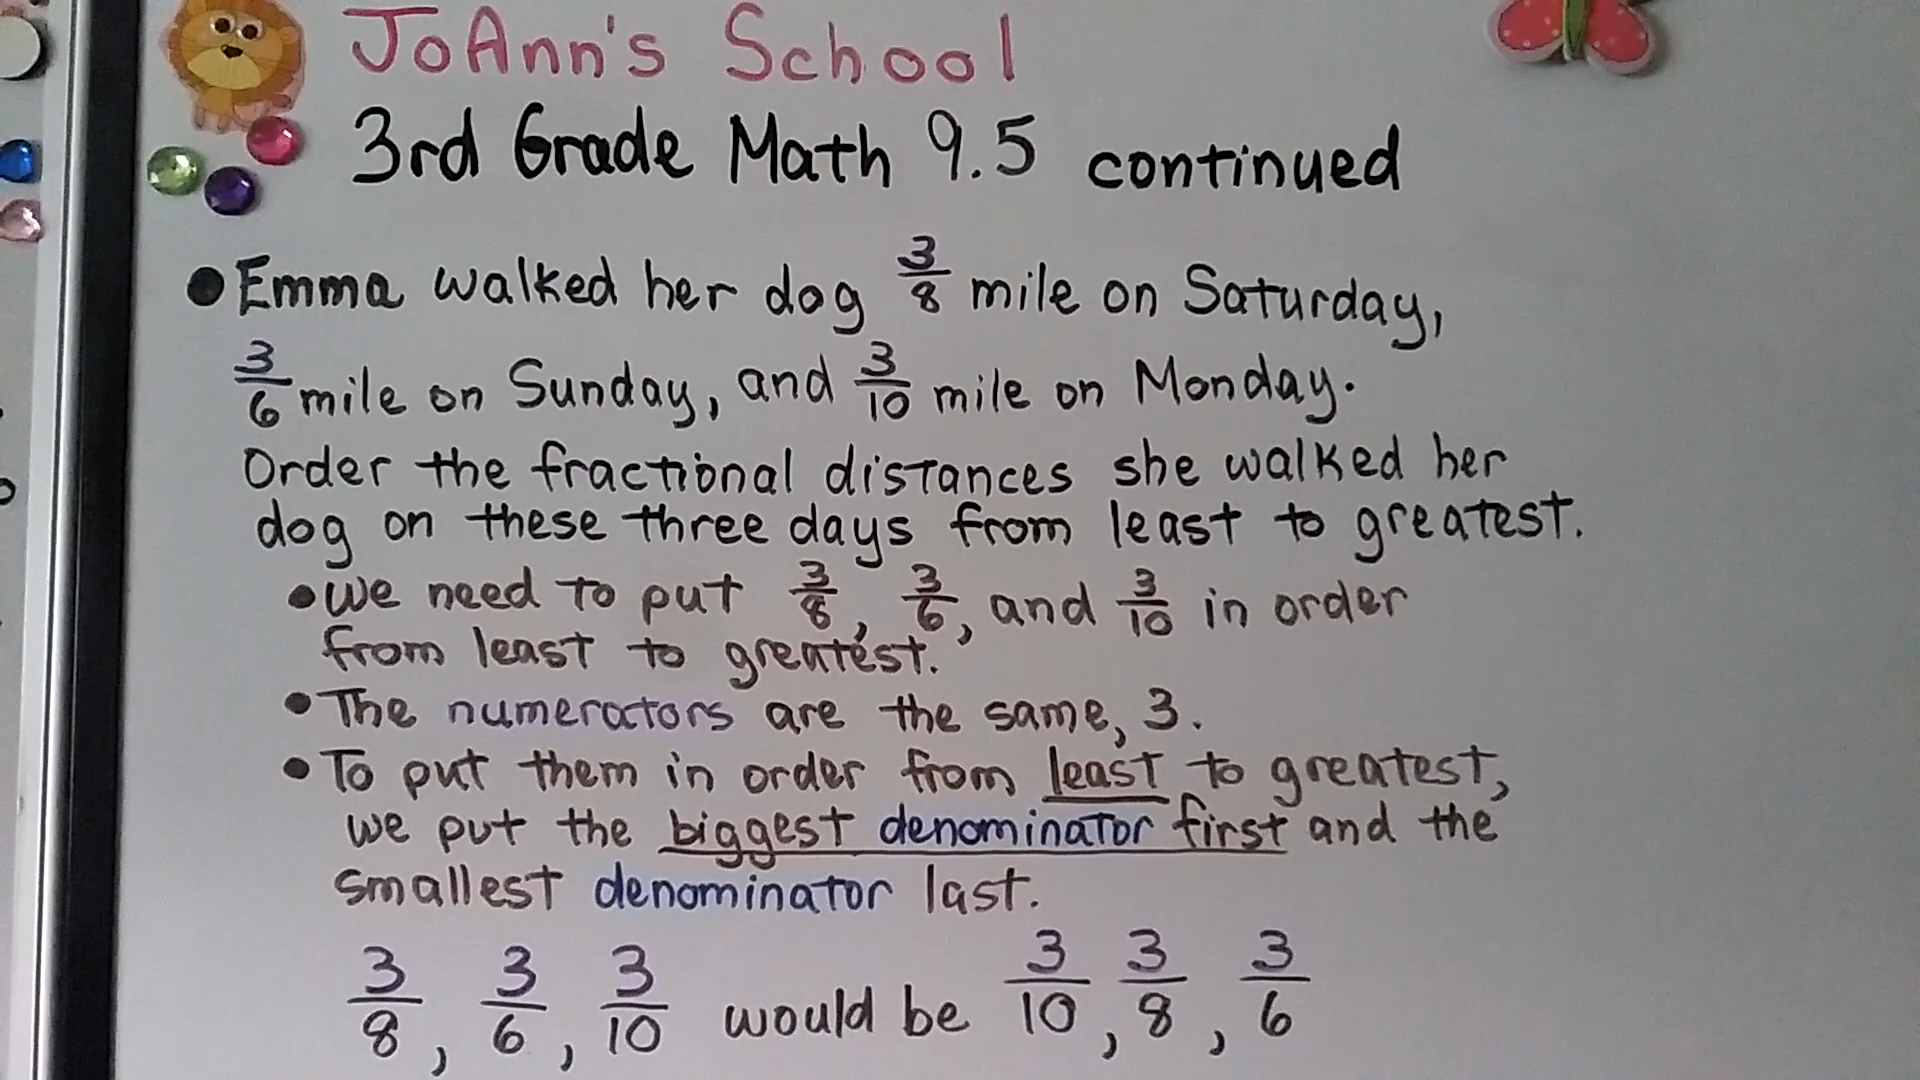 JoAnn's School
3rd Grade Math 9.5 continued
● Emma walked her dog 3/8 mile on Saturday,
3/6 mile on Sunday, and 3/10 mile on Monday.
Order the fractional distances she walked her
dog on these three days from least to greatest.
● We need to put 3/8, 3/6, and 3/10 in order
from least to greatest.
● The numerators are the same, 3.
● To put them in order from least to greatest,
we put the biggest denominator first and the
smallest denominator last.
3/8, 3/6, 3/10 would be 3/10, 3/8, 3/6